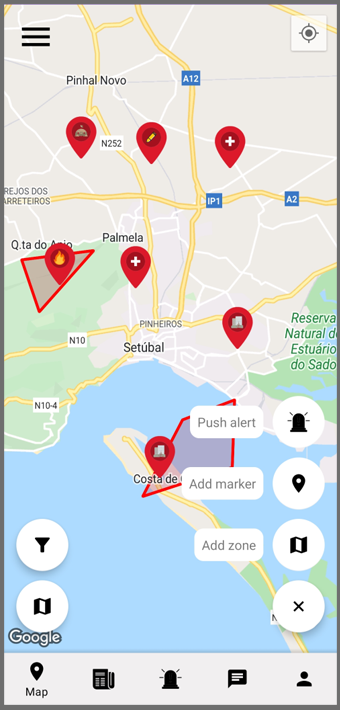 Pinhal Novo
A12
N252
REJOS DOS
ARRETEIROS
IP1
A2
Q.ta do Anjo
Palmela
PINHEIROS
N10
Setúbal
Reserva
Natural d
Estuário
do Sado
N10-4
Push alert
Costa de
Add marker
Add zone
Google
Map